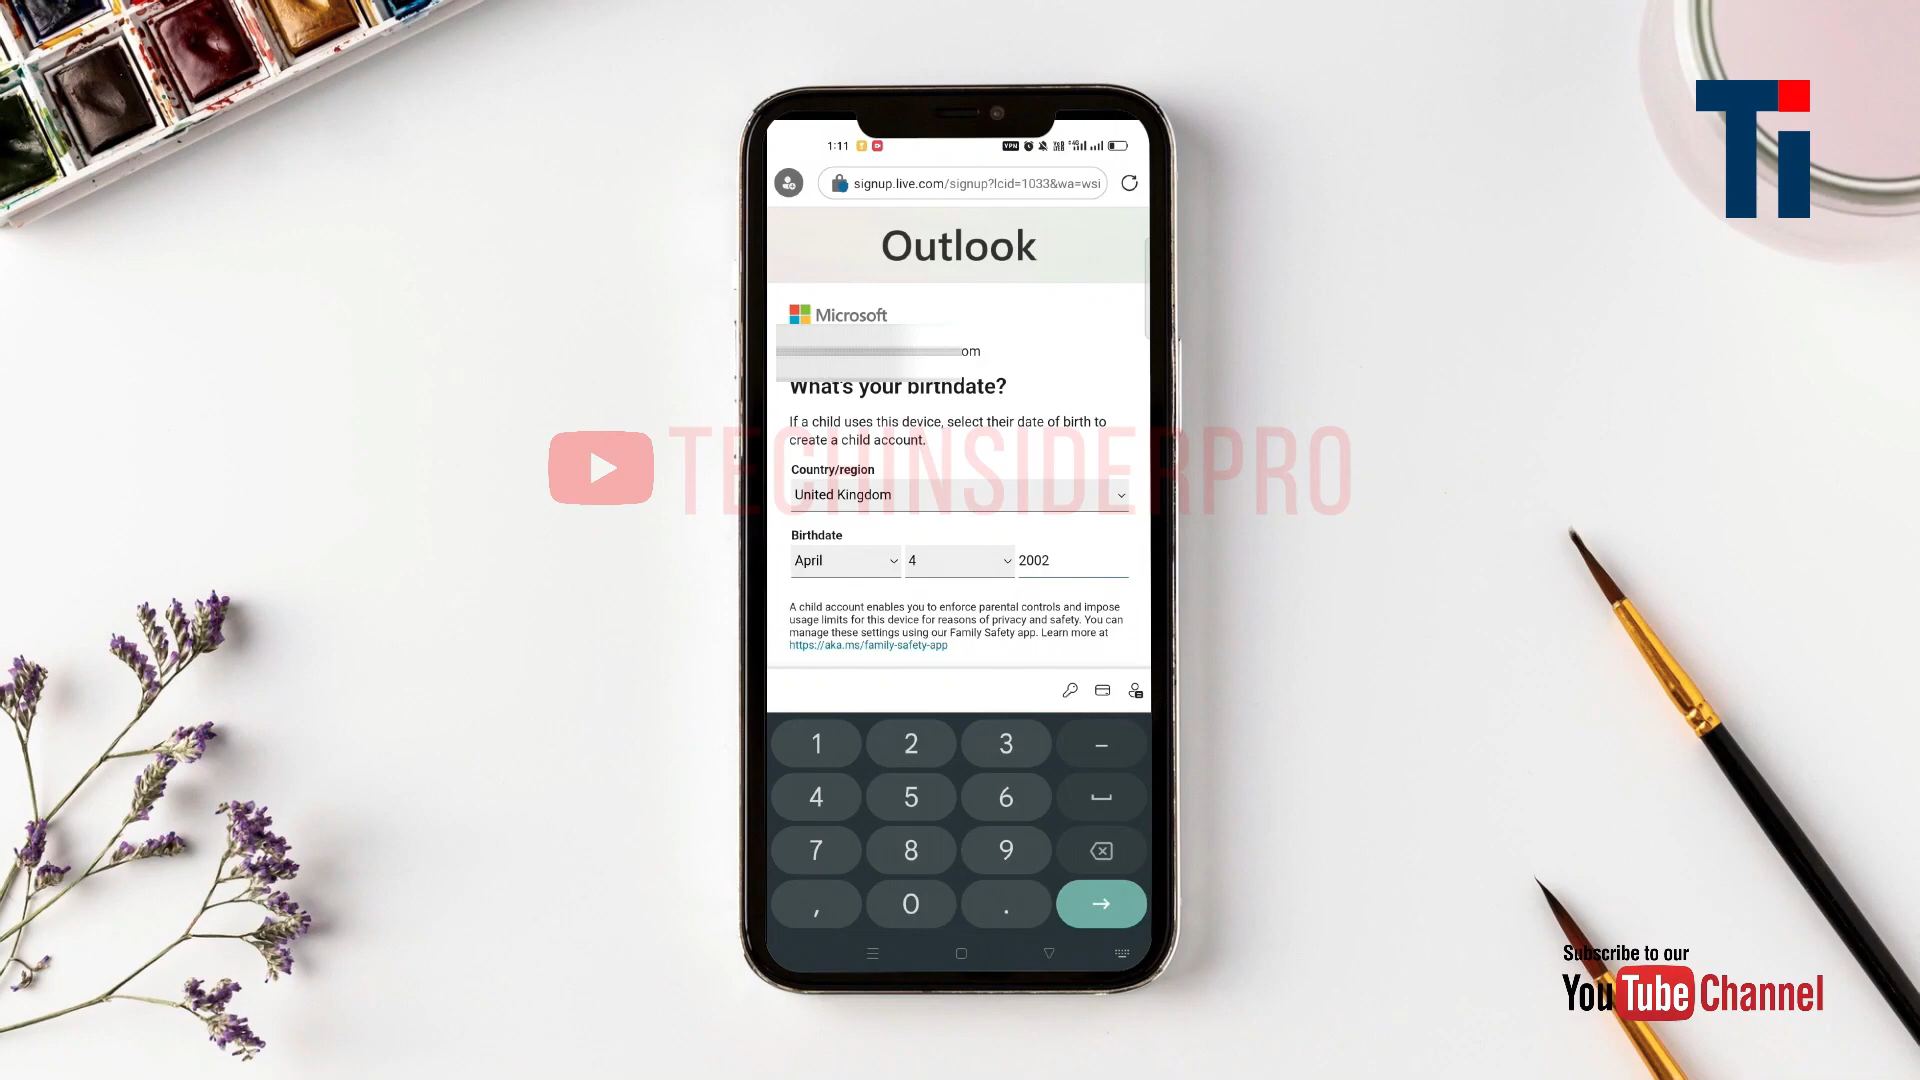 Ti
1:11
VPN
signup.live.com/signup?lcid=1033&wa=wsi
Outlook
Microsoft
om
What's your birthdate?
If a child uses this device, select their date of birth to
create a child account.
TECHINSIDERPRO
Country/region
United Kingdom
Birthdate
April 4 2002
A child account enables you to enforce parental controls and impose
usage limits for this device for reasons of privacy and safety. You can
manage these settings using our Family Safety app. Learn more at
https://aka.ms/family-safety-app
1 2 3 –
4 5 6
7 8 9
, 0 .
Subscribe to our
YouTube Channel